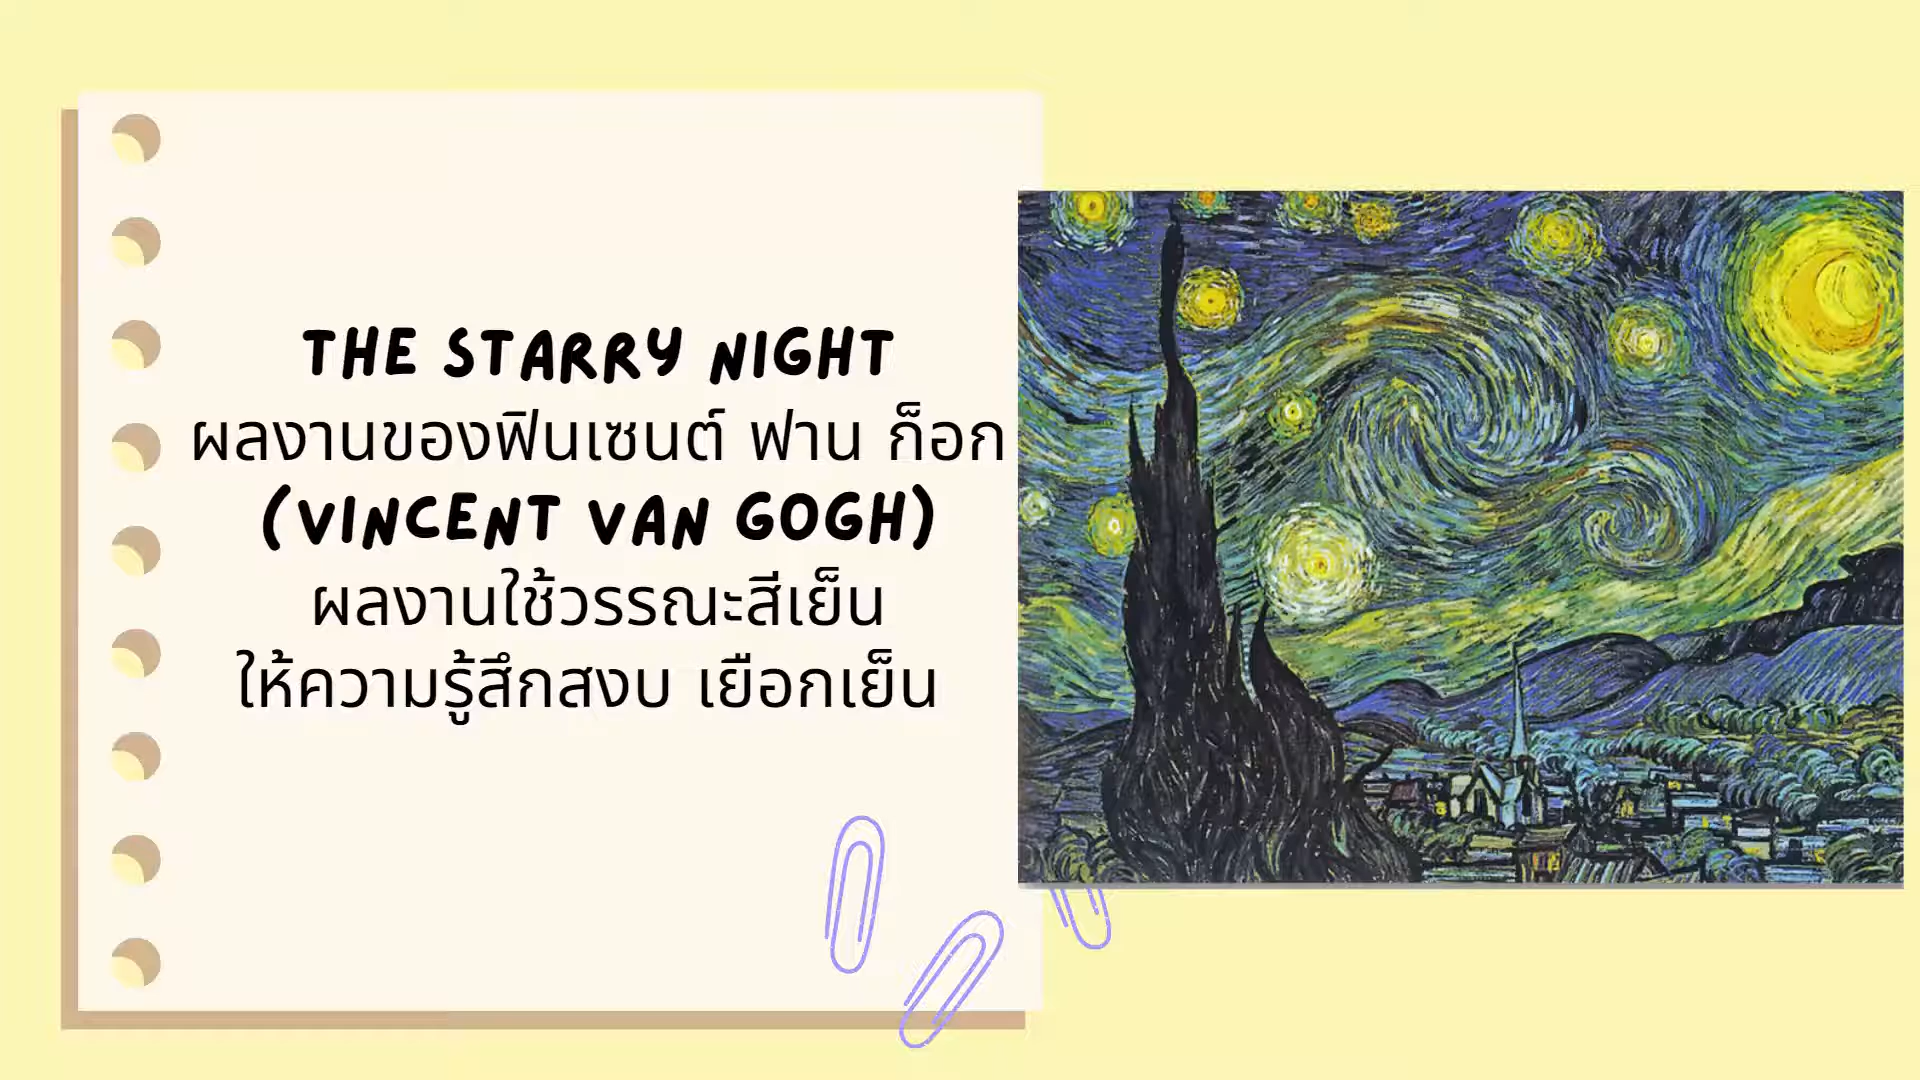 THE STARRY NIGHT
ผลงานของฟินเซนต์ ฟาน ก็อก
(VINCENT VAN GOGH)
ผลงานใช้วรรณะสีเย็น
ให้ความรู้สึกสงบ เยือกเย็น